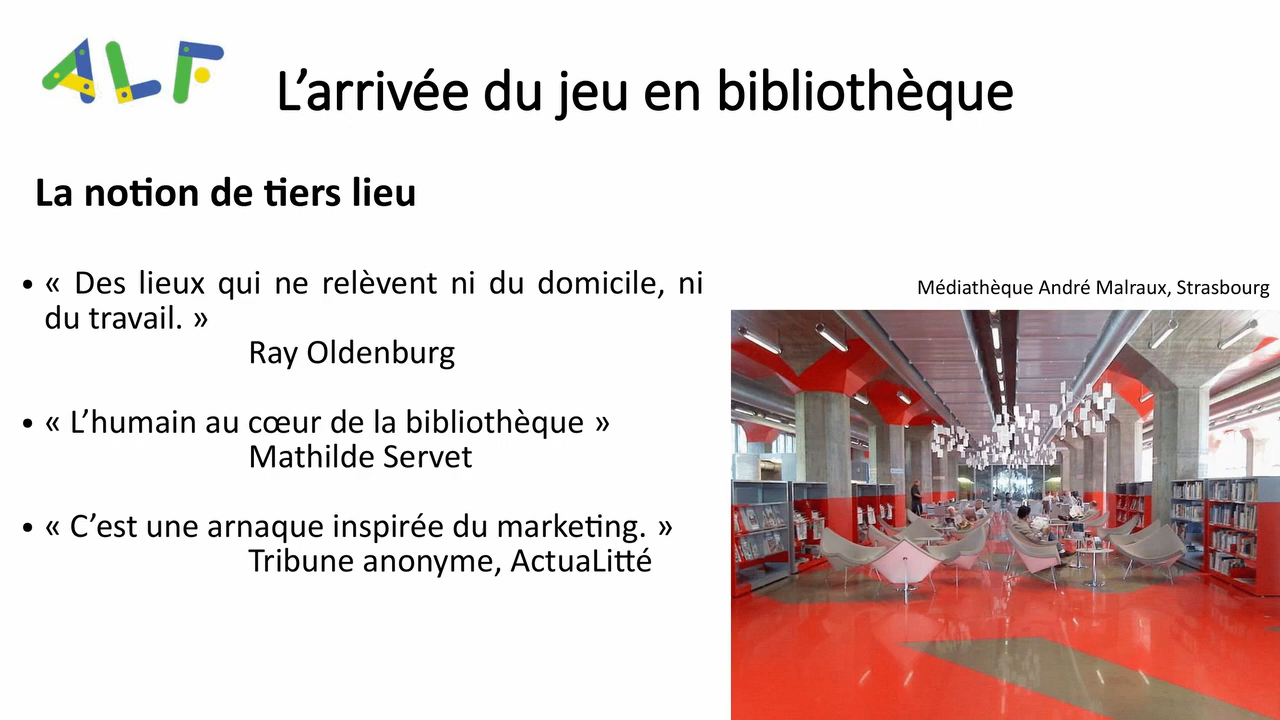 ALF
L’arrivée du jeu en bibliothèque
La notion de tiers lieu
• « Des lieux qui ne relèvent ni du domicile, ni
du travail. »
Ray Oldenburg
• « L’humain au cœur de la bibliothèque »
Mathilde Servet
• « C’est une arnaque inspirée du marketing. »
Tribune anonyme, ActuaLitté
Médiathèque André Malraux, Strasbourg